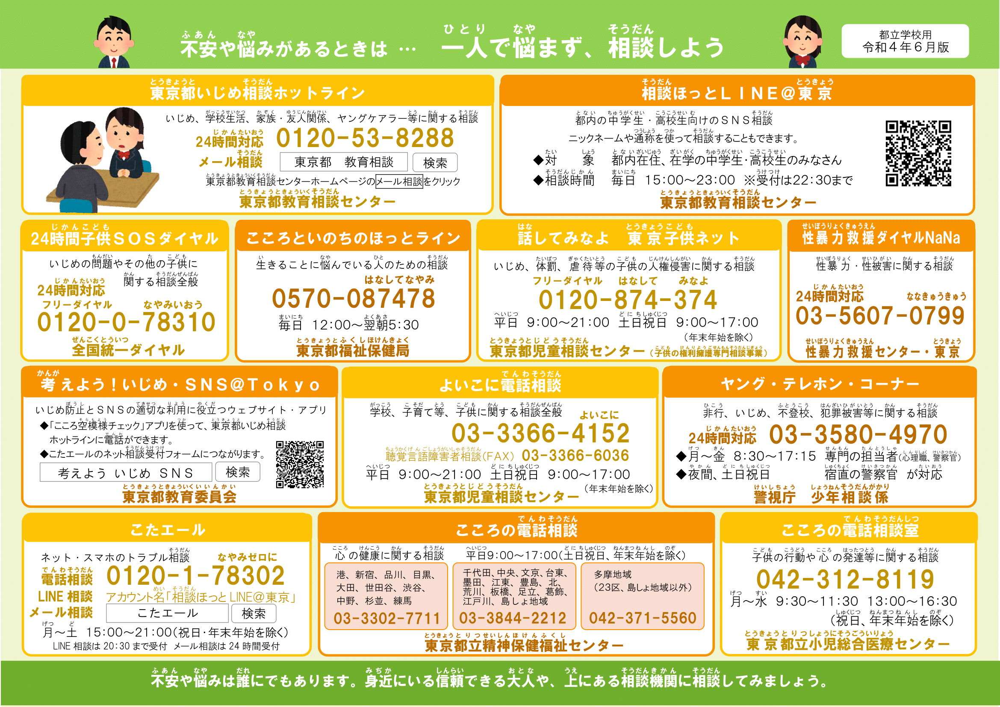 不安や悩みがあるときは … 一人で悩まず、相談しよう
都立学校用
令和4年6月版
東京都いじめ相談ホットライン
いじめ、学校生活、家族・友人関係、ヤングケアラー等に関する相談
24時間対応 0120-53-8288
メール相談 東京都 教育相談 検索
東京都教育相談センターホームページのメール相談をクリック
東京都教育相談センター
相談ほっとLINE@東京
都内の中学生・高校生向けのSNS相談
ニックネームや通称を使って相談することもできます。
◆対象 都内在住、在学の中学生・高校生のみなさん
◆相談時間 毎日 15:00~23:00 ※受付は22:30まで
東京都教育相談センター
24時間子供SOSダイヤル
いじめの問題やその他の子供に
関する相談全般
24時間対応
フリーダイヤル なやみいおう
0120-0-78310
全国統一ダイヤル
こころといのちのほっとライン
生きることに悩んでいる人のための相談
はなしてなやみ
0570-087478
毎日 12:00~翌朝5:30
東京都福祉保健局
話してみなよ 東京子供ネット
いじめ、体罰、虐待等の子供の人権侵害に関する相談
フリーダイヤル はなして みなよ
0120-874-374
平日 9:00~21:00 土日祝日 9:00~17:00
(年末年始を除く)
東京都児童相談センター(子供の権利擁護専門相談事業)
性暴力救援ダイヤルNaNa
性暴力・性被害に関する相談
24時間対応 ななきゅうきゅう
03-5607-0799
性暴力救援センター・東京
考えよう!いじめ・SNS@Tokyo
いじめ防止とSNSの適切な利用に役立つウェブサイト・アプリ
◆「こころ空模様チェック」アプリを使って、東京都いじめ相談
ホットラインに電話ができます。
◆こたエールのネット相談受付フォームにつながります。
考えよう いじめ SNS 検索
東京都教育委員会
よいこに電話相談
学校、子育て等、子供に関する相談全般
よいこに
03-3366-4152
聴覚言語障害者相談(FAX) 03-3366-6036
平日 9:00~21:00 土日祝日 9:00~17:00
(年末年始を除く)
東京都児童相談センター
ヤング・テレホン・コーナー
非行、いじめ、不登校、犯罪被害等に関する相談
24時間対応 03-3580-4970
◆月~金 8:30~17:15 専門の担当者(心理職、警察官)
◆夜間、土日祝日 宿直の警察官 が対応
警視庁 少年相談係
こたエール
ネット・スマホのトラブル相談 なやみゼロに
電話相談 0120-1-78302
LINE 相談 アカウント名「相談ほっと LINE@東京」
メール相談 こたエール 検索
月~土 15:00~21:00(祝日・年末年始を除く)
LINE 相談は 20:30 まで受付 メール相談は 24 時間受付
こころの電話相談
心の健康に関する相談 平日9:00~17:00(土日祝日、年末年始を除く)
港、新宿、品川、目黒、
大田、世田谷、渋谷、
中野、杉並、練馬
03-3302-7711
千代田、中央、文京、台東、
墨田、江東、豊島、北、
荒川、板橋、足立、葛飾、
江戸川、島しょ地域
03-3844-2212
多摩地域
(23区、島しょ地域以外)
042-371-5560
東京都立精神保健福祉センター
こころの電話相談室
子供の行動や心の発達等に関する相談
042-312-8119
月~水 9:30~11:30 13:00~16:30
(祝日、年末年始を除く)
東京都立小児総合医療センター
不安や悩みは誰にでもあります。身近にいる信頼できる大人や、上にある相談機関に相談してみましょう。